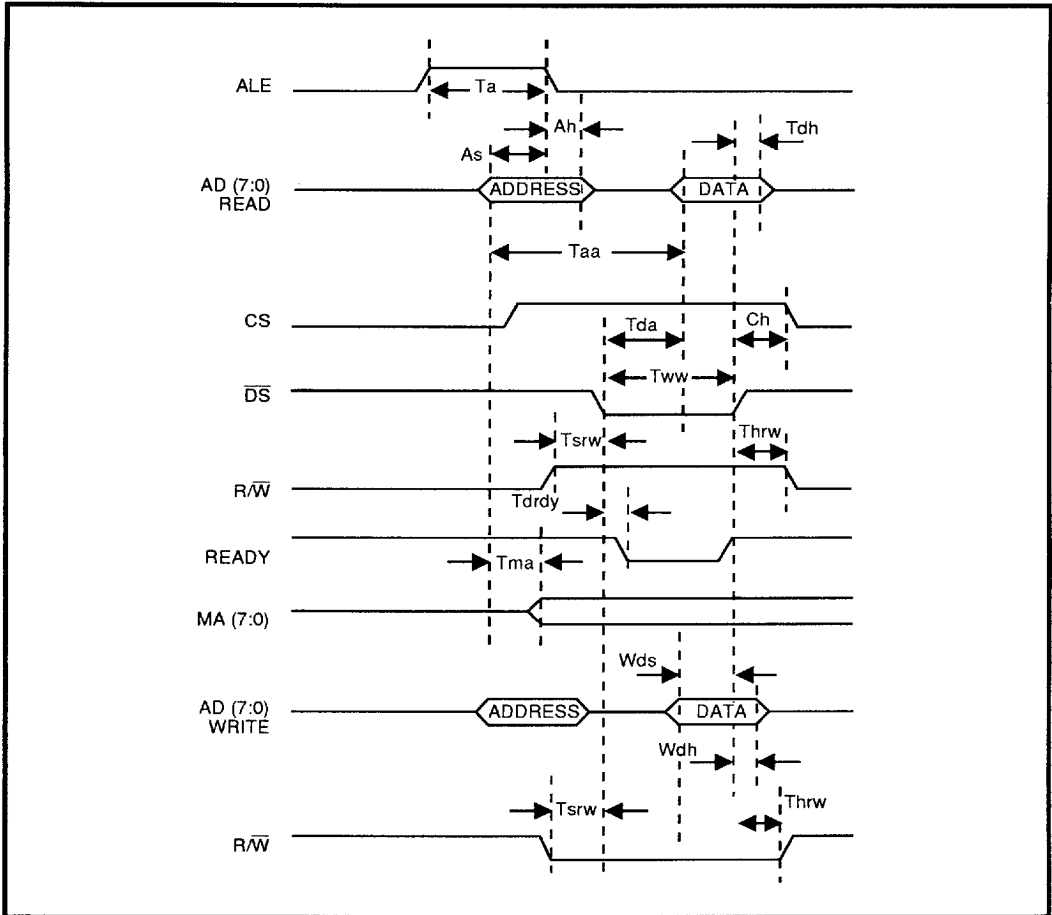 ALE
Ta
Ah
Tdh
As
AD (7:0)
READ
ADDRESS
DATA
Taa
CS
Tda
Ch
Tww
D̅S̅
Tsrw
Thrw
R/W̅
Tdrdy
READY
Tma
MA (7:0)
Wds
AD (7:0)
WRITE
ADDRESS
DATA
Wdh
Tsrw
Thrw
R/W̅